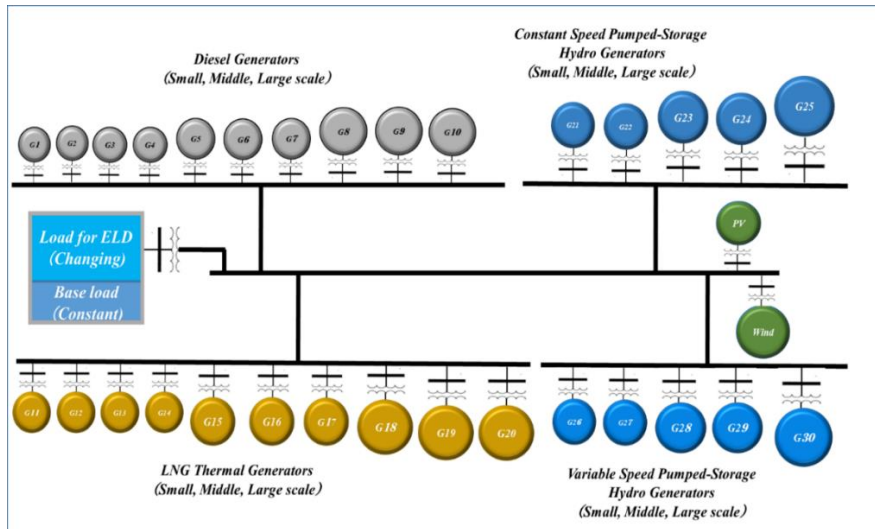 Diesel Generators
(Small, Middle, Large scale)
Constant Speed Pumped-Storage
Hydro Generators
(Small, Middle, Large scale)
G1
G2
G3
G4
G5
G6
G7
G8
G9
G10
G21
G22
G23
G24
G25
Load for ELD
(Changing)
Base load
(Constant)
PV
Wind
G11
G12
G13
G14
G15
G16
G17
G18
G19
G20
G26
G27
G28
G29
G30
LNG Thermal Generators
(Small, Middle, Large scale)
Variable Speed Pumped-Storage
Hydro Generators
(Small, Middle, Large scale)